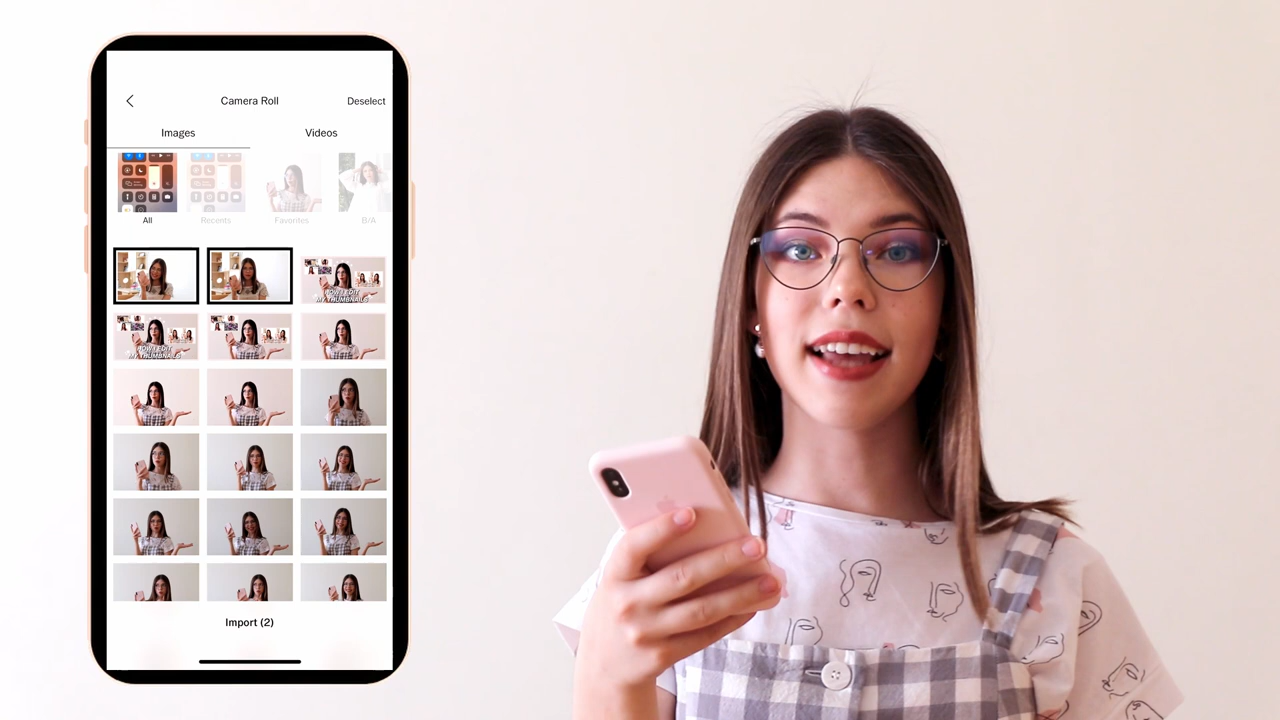 Camera Roll
Deselect
Images
Videos
All
Recents
Favorites
B/A
HOW I EDIT
MY THUMBNAILS
HOW I EDIT
MY THUMBNAILS
Import (2)